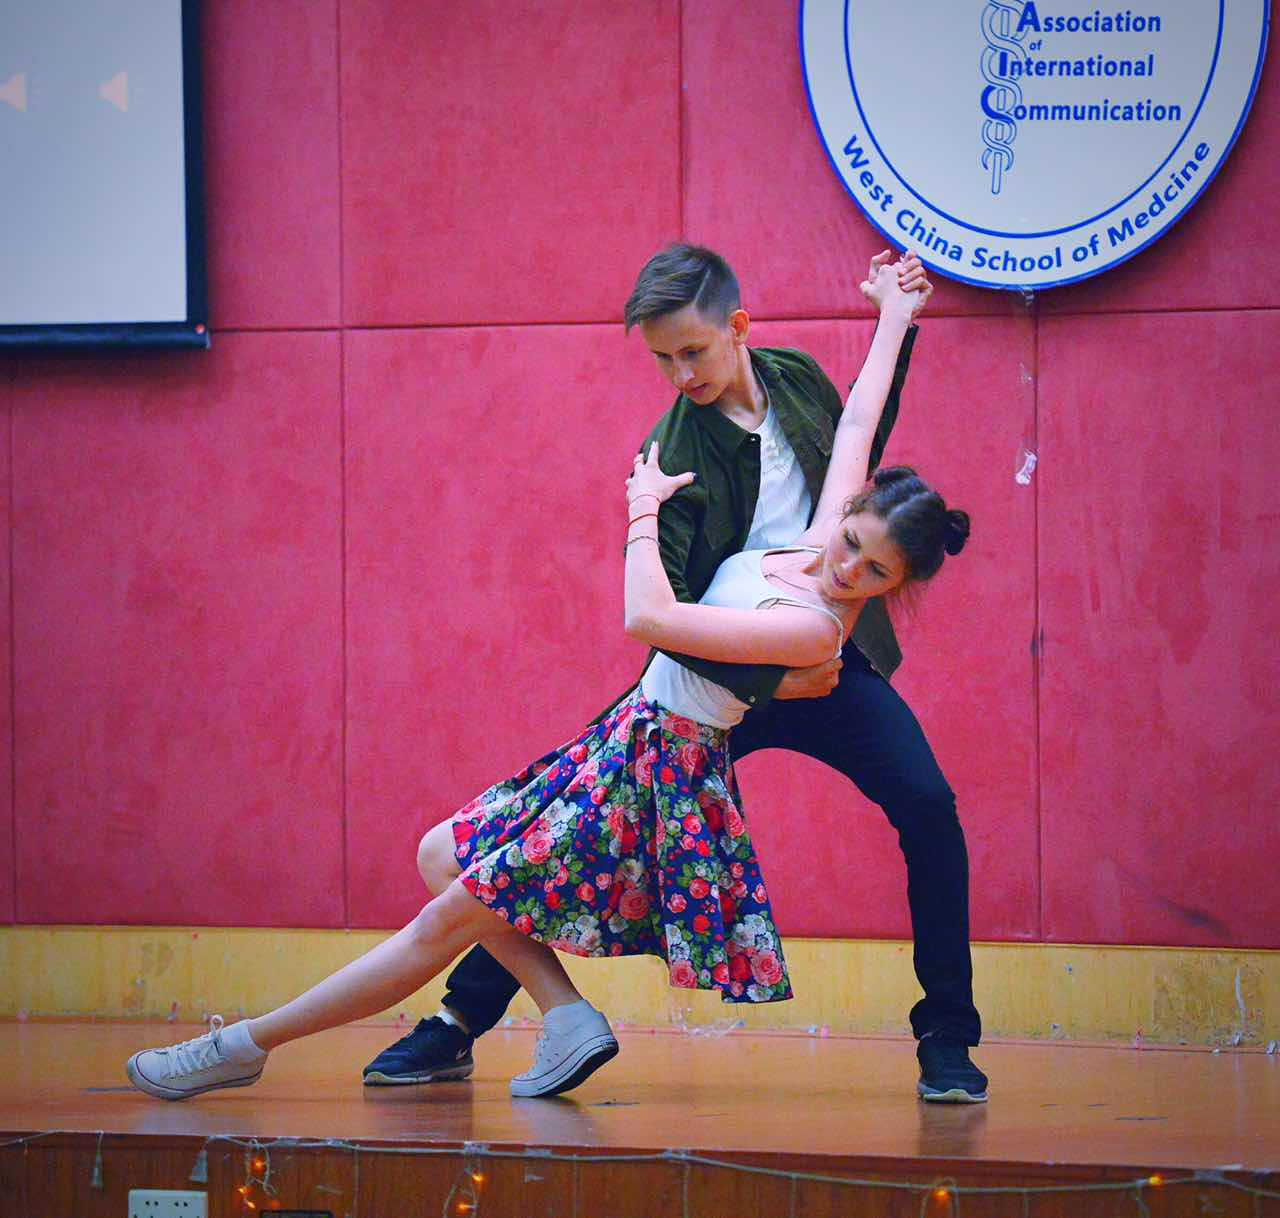 Association
of
International
Communication
West China School of Medcine